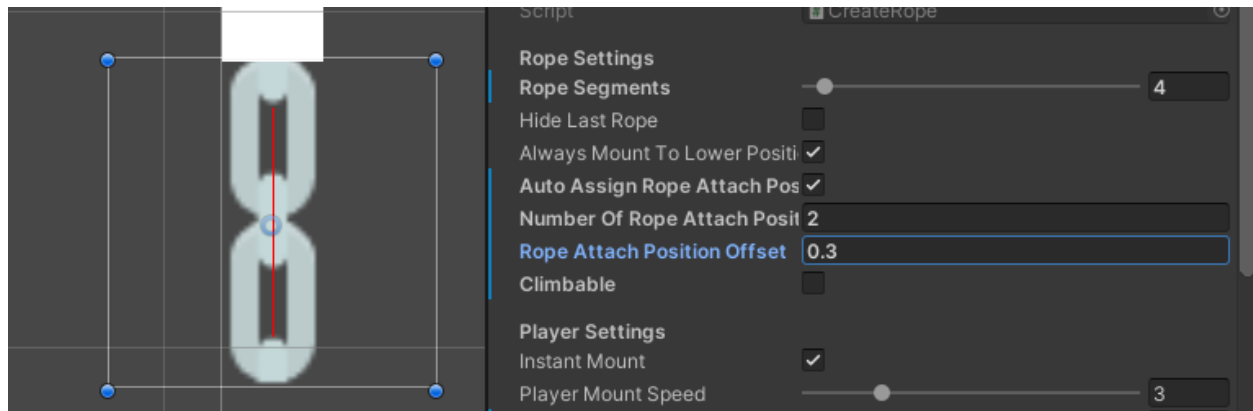 Script CreateRope
Rope Settings
Rope Segments 4
Hide Last Rope
Always Mount To Lower Positi
Auto Assign Rope Attach Pos
Number Of Rope Attach Posit 2
Rope Attach Position Offset 0.3
Climbable
Player Settings
Instant Mount
Player Mount Speed 3